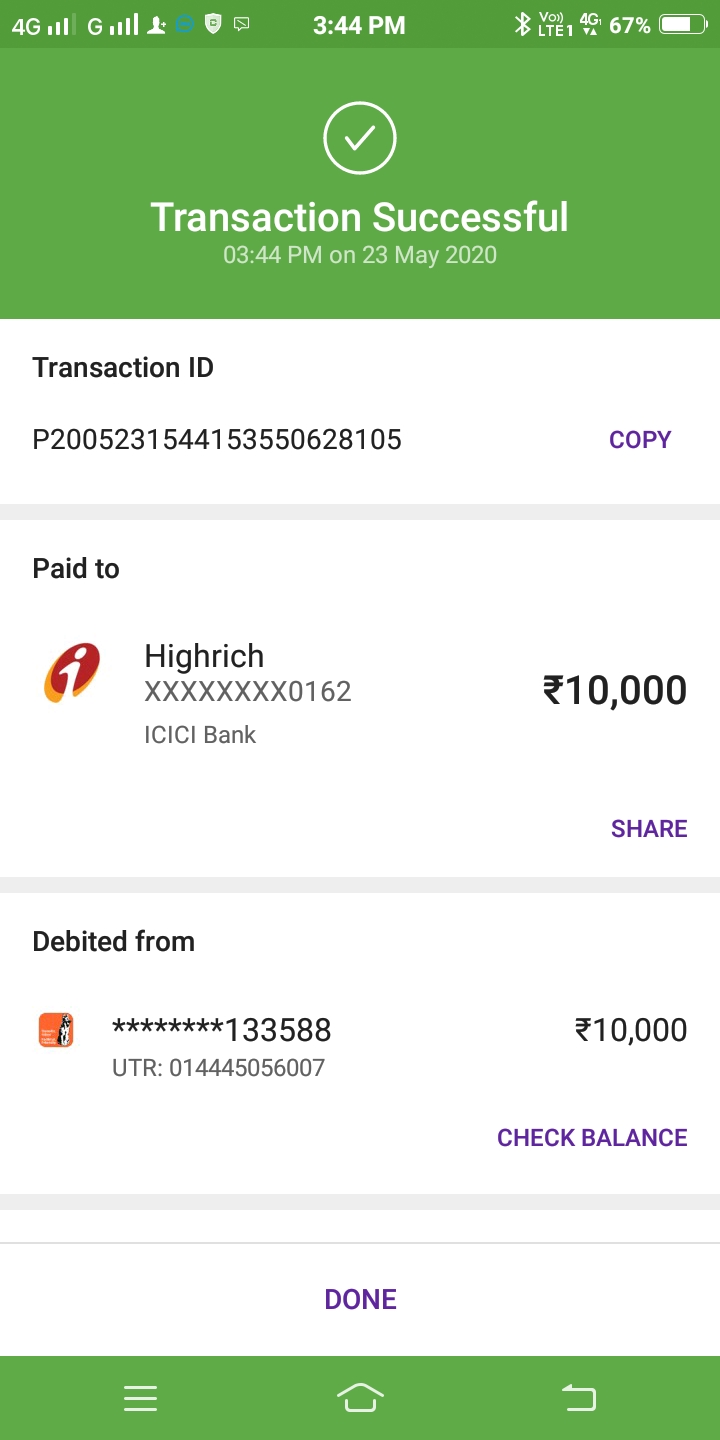 4G G 3:44 PM Vo)) LTE 1 4G 67%
Transaction Successful
03:44 PM on 23 May 2020
Transaction ID
P2005231544153550628105 COPY
Paid to
Highrich
XXXXXXXX0162 ₹10,000
ICICI Bank
SHARE
Debited from
********133588 ₹10,000
UTR: 014445056007
CHECK BALANCE
DONE